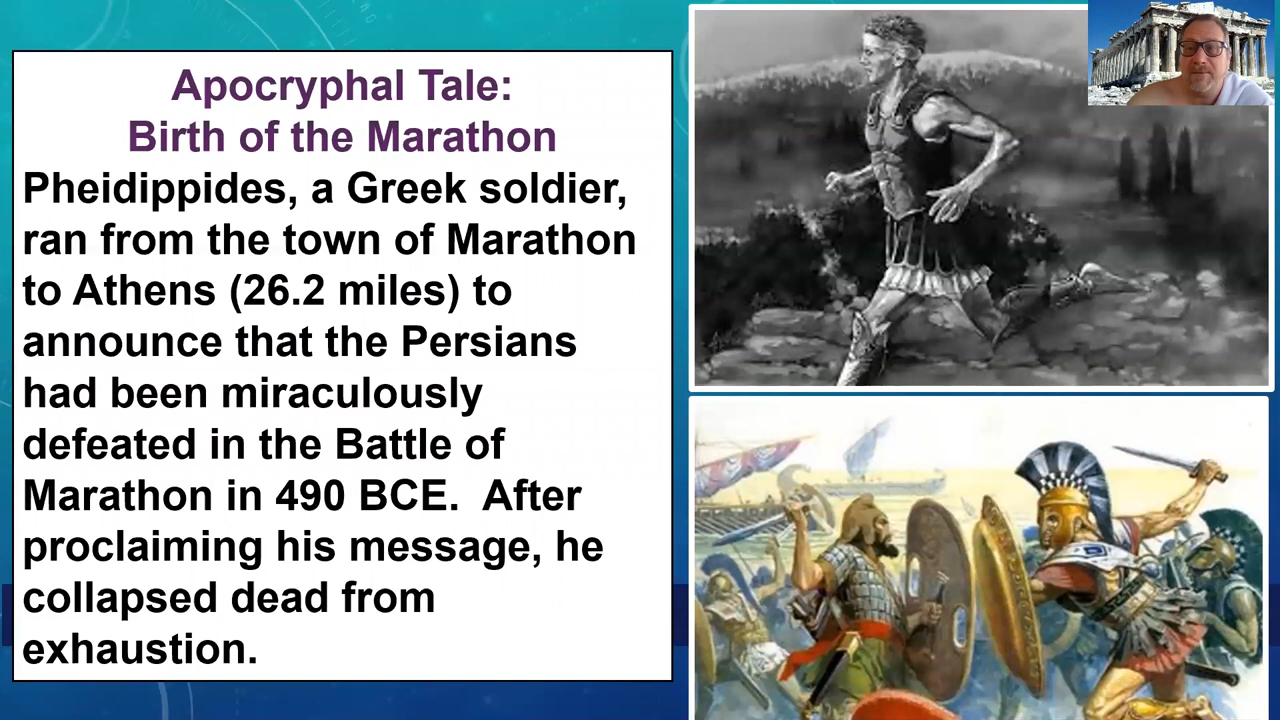 Apocryphal Tale:
Birth of the Marathon
Pheidippides, a Greek soldier,
ran from the town of Marathon
to Athens (26.2 miles) to
announce that the Persians
had been miraculously
defeated in the Battle of
Marathon in 490 BCE.  After
proclaiming his message, he
collapsed dead from
exhaustion.